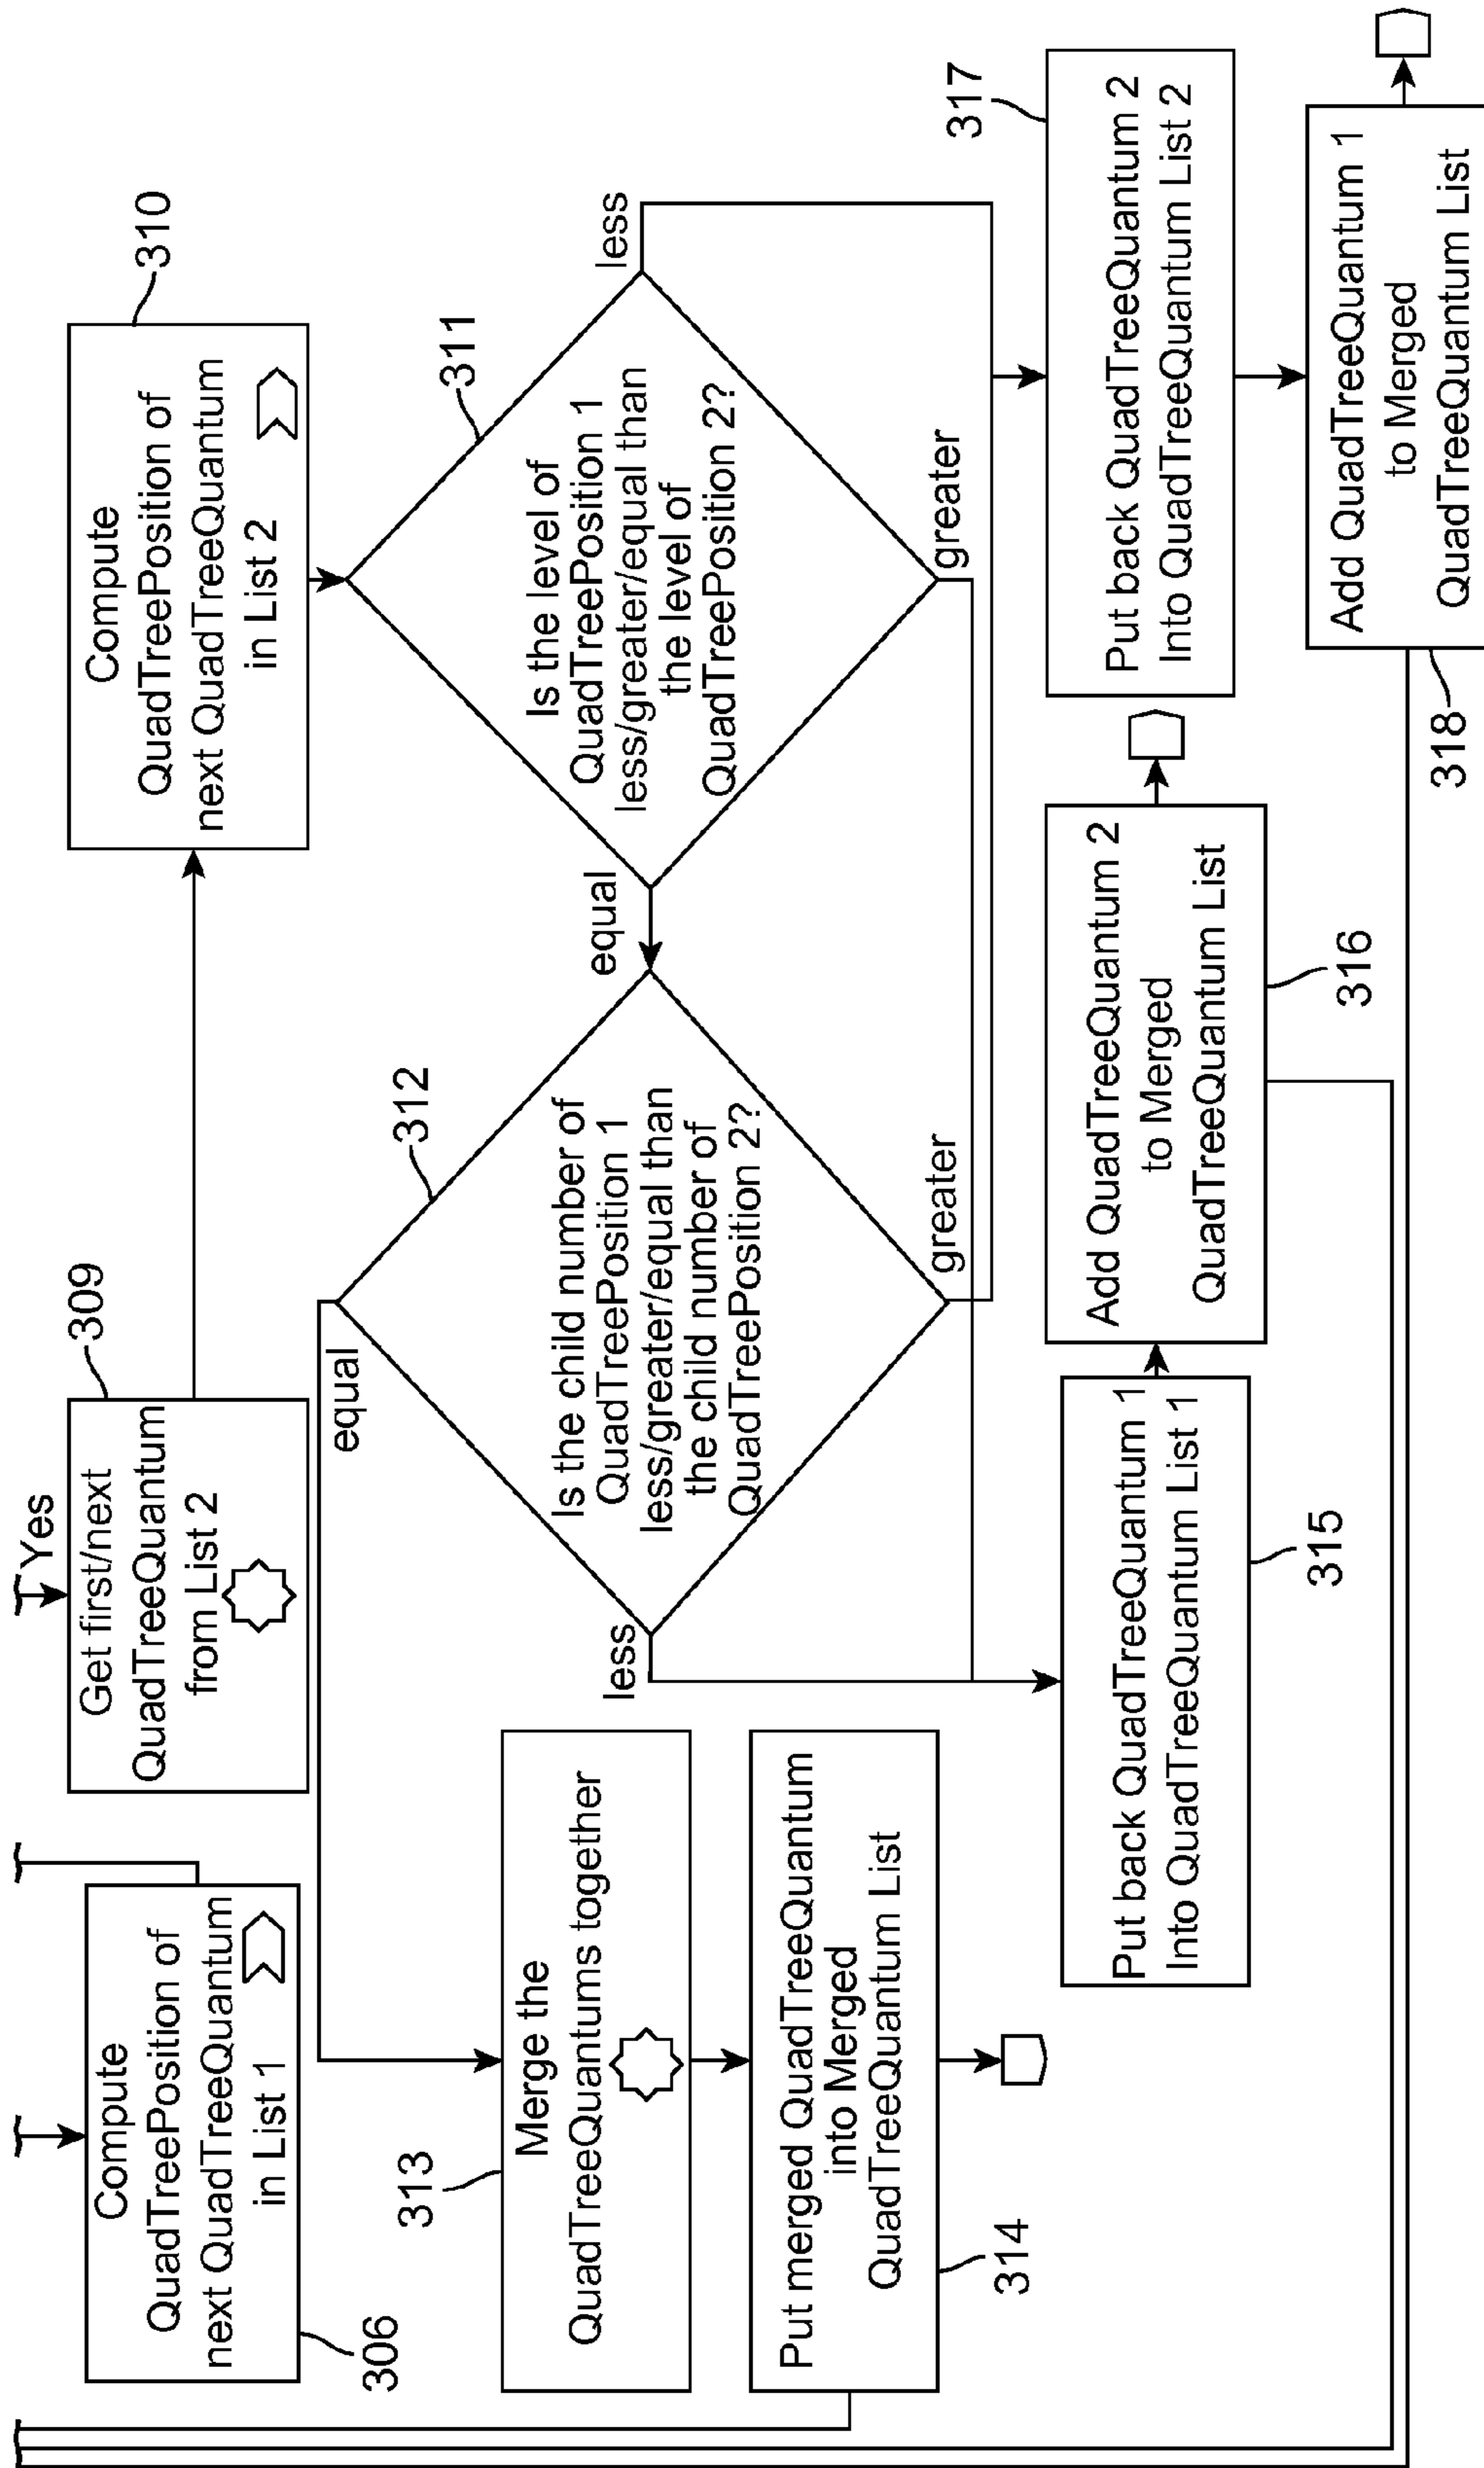 Compute
QuadTreePosition of
next QuadTreeQuantum
in List 1
306
Yes
Get first/next
QuadTreeQuantum
from List 2
309
Compute
QuadTreePosition of
next QuadTreeQuantum
in List 2
310
Is the level of
QuadTreePosition 1
less/greater/equal than
the level of
QuadTreePosition 2?
311
less
greater
equal
Is the child number of
QuadTreePosition 1
less/greater/equal than
the child number of
QuadTreePosition 2?
312
equal
less
greater
Merge the
QuadTreeQuantums together
313
Put merged QuadTreeQuantum
into Merged
QuadTreeQuantum List
314
Put back QuadTreeQuantum 1
Into QuadTreeQuantum List 1
315
Add QuadTreeQuantum 2
to Merged
QuadTreeQuantum List
316
Put back QuadTreeQuantum 2
Into QuadTreeQuantum List 2
317
Add QuadTreeQuantum 1
to Merged
QuadTreeQuantum List
318